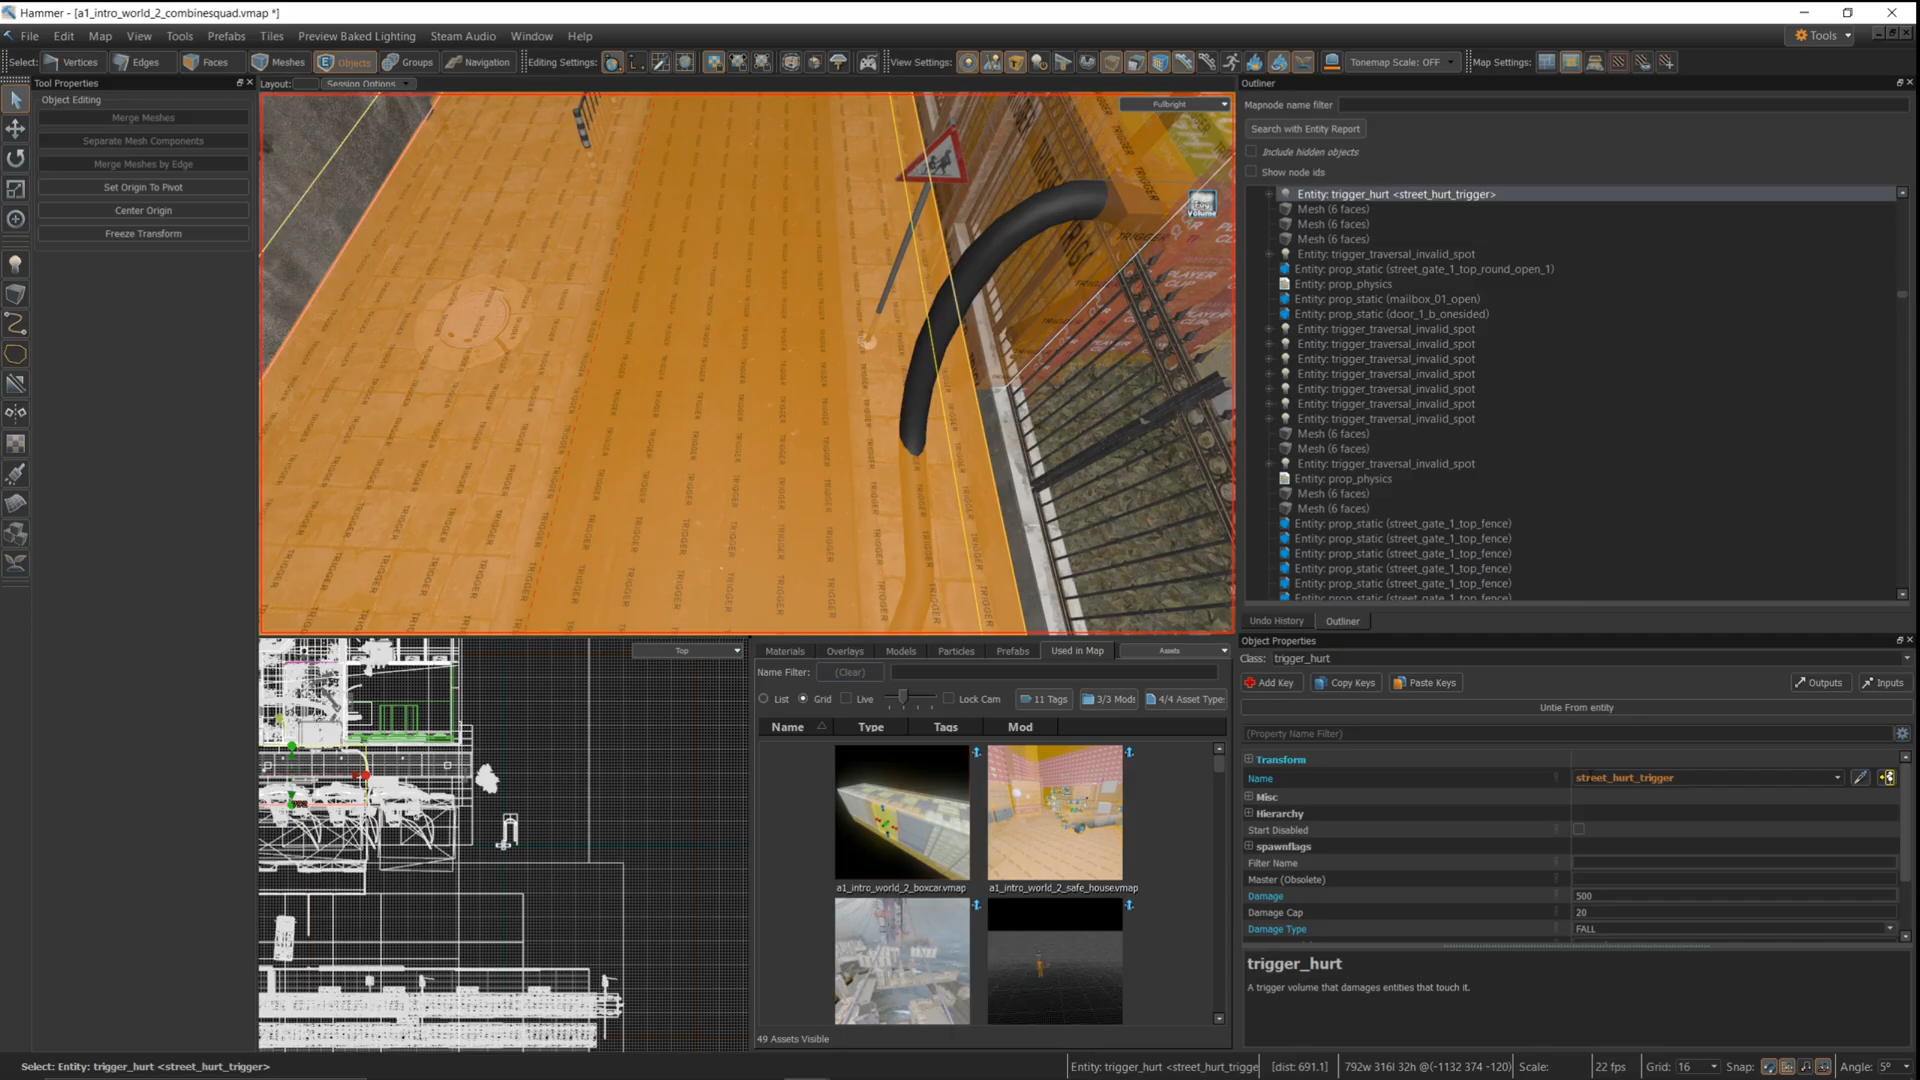 Hammer - [a1_intro_world_2_combinesquad.vmap *]
File Edit Map View Tools Prefabs Tiles Preview Baked Lighting Steam Audio Window Help
Tools
Select: Vertices Edges Faces Meshes Objects Groups Navigation Editing Settings: View Settings: Tonemap Scale: OFF Map Settings:
Tool Properties
Object Editing
Merge Meshes
Separate Mesh Components
Merge Meshes by Edge
Set Origin To Pivot
Center Origin
Freeze Transform
Layout: Session Options
Fullbright
TRIGGER
PLAYER CLIP
Fog Volume
Outliner
Mapnode name filter
Search with Entity Report
Include hidden objects
Show node ids
Entity: trigger_hurt <street_hurt_trigger>
Mesh (6 faces)
Mesh (6 faces)
Mesh (6 faces)
Entity: trigger_traversal_invalid_spot
Entity: prop_static (street_gate_1_top_round_open_1)
Entity: prop_physics
Entity: prop_static (mailbox_01_open)
Entity: prop_static (door_1_b_onesided)
Entity: trigger_traversal_invalid_spot
Entity: trigger_traversal_invalid_spot
Entity: trigger_traversal_invalid_spot
Entity: trigger_traversal_invalid_spot
Entity: trigger_traversal_invalid_spot
Entity: trigger_traversal_invalid_spot
Entity: trigger_traversal_invalid_spot
Mesh (6 faces)
Mesh (6 faces)
Entity: trigger_traversal_invalid_spot
Entity: prop_physics
Mesh (6 faces)
Mesh (6 faces)
Entity: prop_static (street_gate_1_top_fence)
Entity: prop_static (street_gate_1_top_fence)
Entity: prop_static (street_gate_1_top_fence)
Entity: prop_static (street_gate_1_top_fence)
Entity: prop_static (street_gate_1_top_fence)
Entity: prop_static (street_gate_1_top_fence)
Undo History Outliner
Top
Materials Overlays Models Particles Prefabs Used in Map Assets
Name Filter: (Clear)
List Grid Live Lock Cam 11 Tags 3/3 Mods 4/4 Asset Type
Name Type Tags Mod
a1_intro_world_2_boxcar.vmap
a1_intro_world_2_safe_house.vmap
49 Assets Visible
Object Properties
Class: trigger_hurt
Add Key Copy Keys Paste Keys Outputs Inputs
Untie From entity
(Property Name Filter)
Transform
Name street_hurt_trigger
Misc
Hierarchy
Start Disabled
spawnflags
Filter Name
Master (Obsolete)
Damage 500
Damage Cap 20
Damage Type FALL
trigger_hurt
A trigger volume that damages entities that touch it.
Select: Entity: trigger_hurt <street_hurt_trigger>
Entity: trigger_hurt <street_hurt_trigge [dist: 691.1] 792w 316l 32h @(-1132 374 -120) Scale: 22 fps Grid: 16 Snap: Angle: 5°